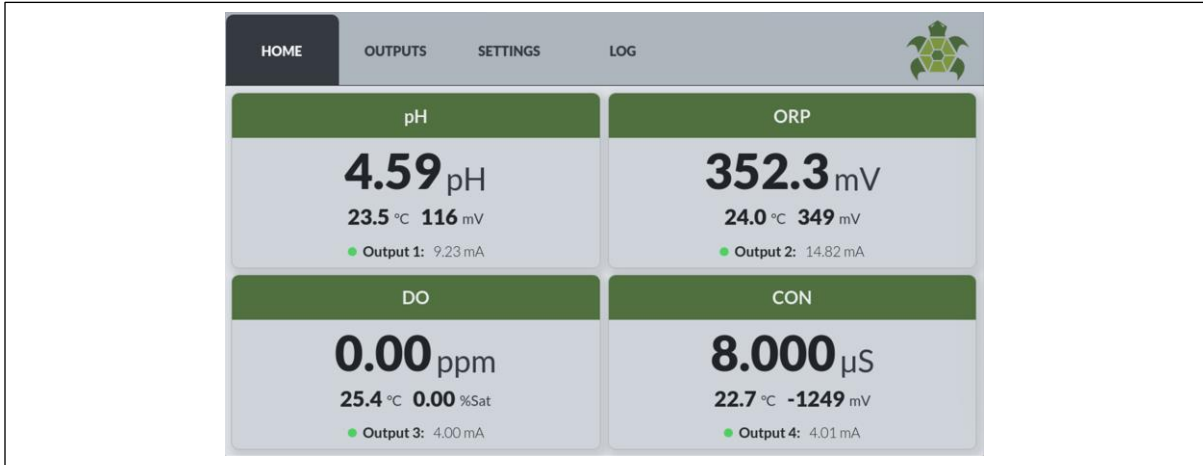 HOME OUTPUTS SETTINGS LOG
pH
4.59 pH
23.5 °C 116 mV
Output 1: 9.23 mA
ORP
352.3 mV
24.0 °C 349 mV
Output 2: 14.82 mA
DO
0.00 ppm
25.4 °C 0.00 %Sat
Output 3: 4.00 mA
CON
8.000 µS
22.7 °C -1249 mV
Output 4: 4.01 mA